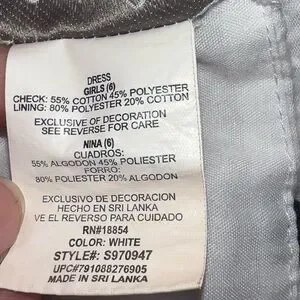 DRESS
GIRLS (6)
CHECK: 55% COTTON 45% POLYESTER
LINING: 80% POLYESTER 20% COTTON
EXCLUSIVE OF DECORATION
SEE REVERSE FOR CARE
NINA (6)
CUADROS:
55% ALGODON 45% POLIESTER
FORRO:
80% POLIESTER 20% ALGODON
EXCLUSIVO DE DECORACION
HECHO EN SRI LANKA
VE EL REVERSO PARA CUIDADO
RN#18854
COLOR: WHITE
STYLE#: S970947
UPC#791088276905
MADE IN SRI LANKA